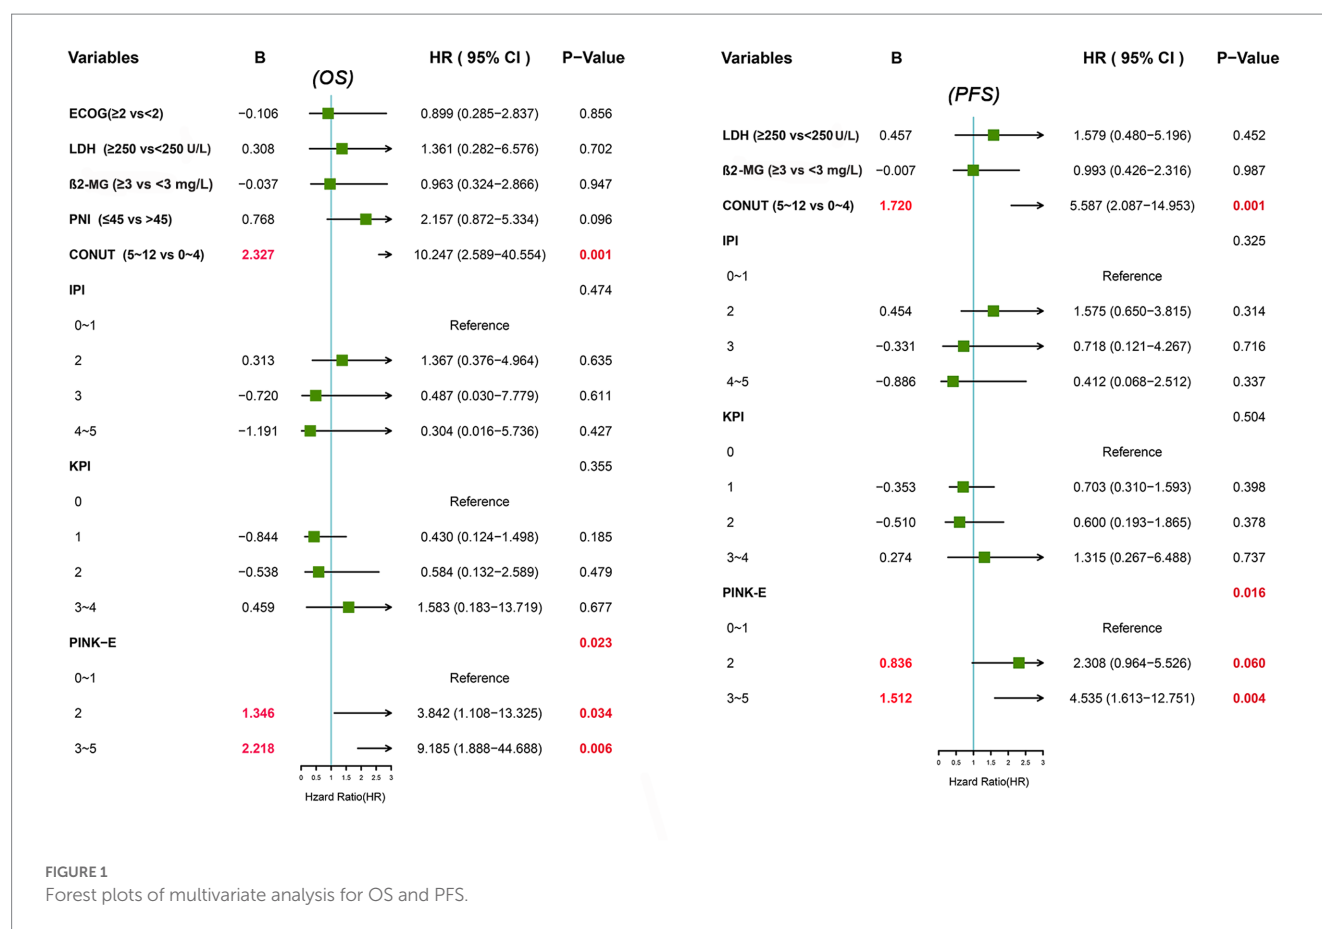 Variables B HR ( 95% CI ) P−Value
(OS)
ECOG(≥2 vs<2) −0.106 0.899 (0.285−2.837) 0.856
LDH (≥250 vs<250 U/L) 0.308 1.361 (0.282−6.576) 0.702
ß2-MG (≥3 vs <3 mg/L) −0.037 0.963 (0.324−2.866) 0.947
PNI (≤45 vs >45) 0.768 2.157 (0.872−5.334) 0.096
CONUT (5~12 vs 0~4) 2.327 10.247 (2.589−40.554) 0.001
IPI 0.474
0~1 Reference
2 0.313 1.367 (0.376−4.964) 0.635
3 −0.720 0.487 (0.030−7.779) 0.611
4~5 −1.191 0.304 (0.016−5.736) 0.427
KPI 0.355
0 Reference
1 −0.844 0.430 (0.124−1.498) 0.185
2 −0.538 0.584 (0.132−2.589) 0.479
3~4 0.459 1.583 (0.183−13.719) 0.677
PINK−E 0.023
0~1 Reference
2 1.346 3.842 (1.108−13.325) 0.034
3~5 2.218 9.185 (1.888−44.688) 0.006
0 0.5 1 1.5 2 2.5 3
Hzard Ratio(HR)
Variables B HR ( 95% CI ) P−Value
(PFS)
LDH (≥250 vs<250 U/L) 0.457 1.579 (0.480−5.196) 0.452
ß2-MG (≥3 vs <3 mg/L) −0.007 0.993 (0.426−2.316) 0.987
CONUT (5~12 vs 0~4) 1.720 5.587 (2.087−14.953) 0.001
IPI 0.325
0~1 Reference
2 0.454 1.575 (0.650−3.815) 0.314
3 −0.331 0.718 (0.121−4.267) 0.716
4~5 −0.886 0.412 (0.068−2.512) 0.337
KPI 0.504
0 Reference
1 −0.353 0.703 (0.310−1.593) 0.398
2 −0.510 0.600 (0.193−1.865) 0.378
3~4 0.274 1.315 (0.267−6.488) 0.737
PINK-E 0.016
0~1 Reference
2 0.836 2.308 (0.964−5.526) 0.060
3~5 1.512 4.535 (1.613−12.751) 0.004
0 0.5 1 1.5 2 2.5 3
Hzard Ratio(HR)
FIGURE 1
Forest plots of multivariate analysis for OS and PFS.